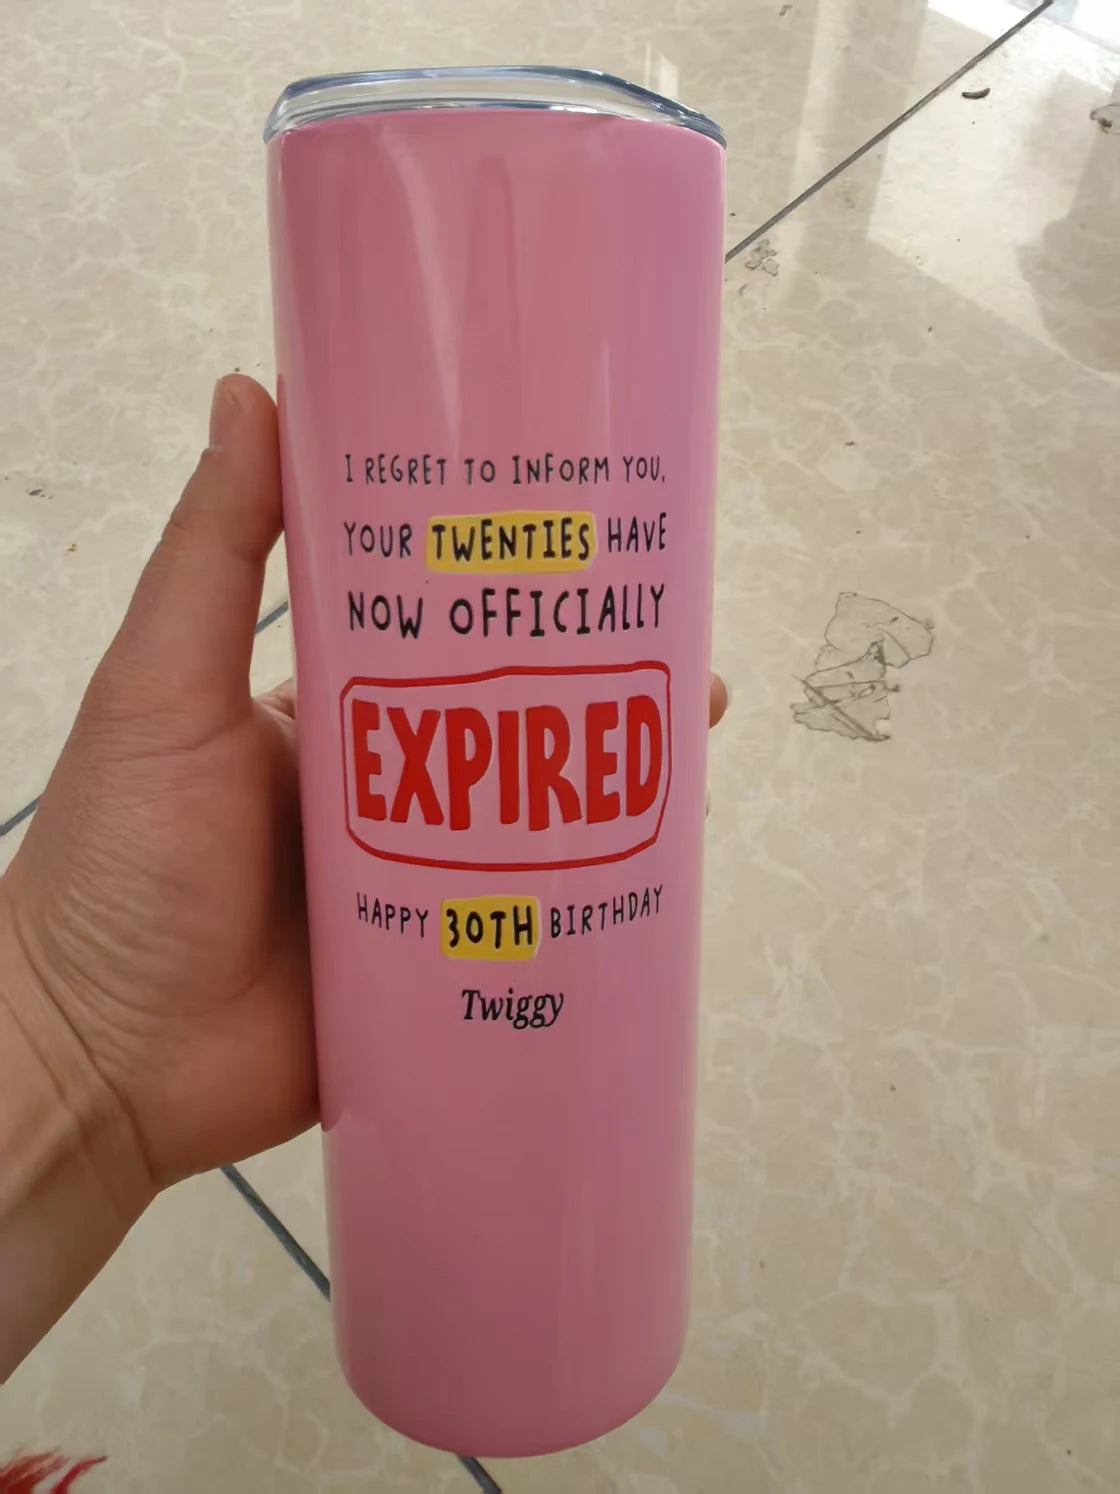 I REGRET TO INFORM YOU,
YOUR TWENTIES HAVE
NOW OFFICIALLY
EXPIRED
HAPPY 30TH BIRTHDAY
Twiggy